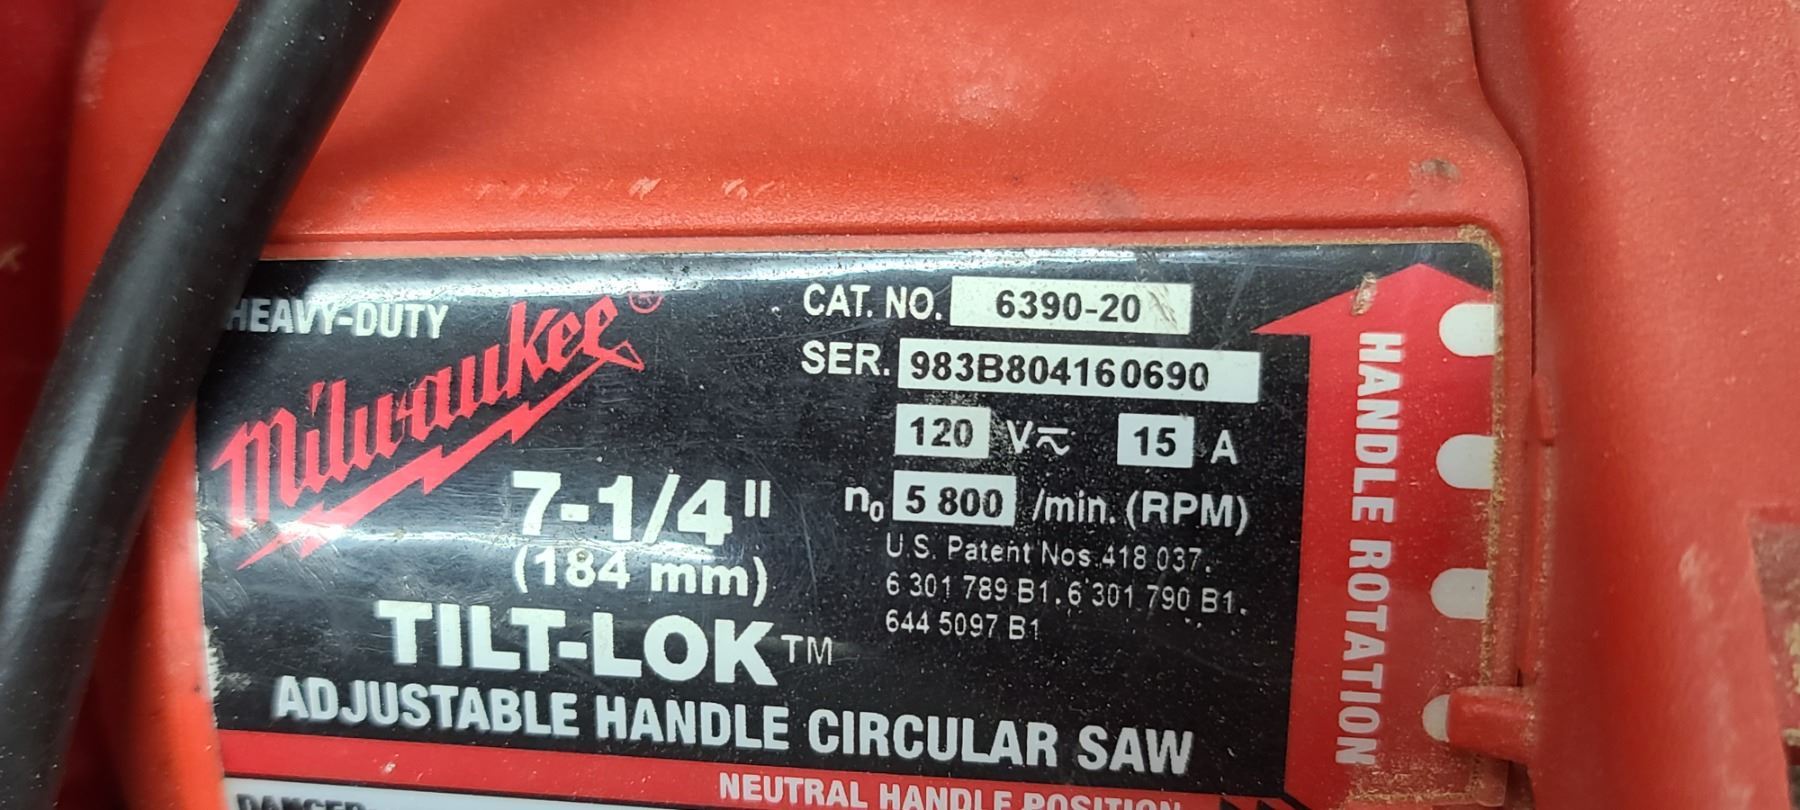 HEAVY-DUTY
Milwaukee®
CAT. NO. 6390-20
SER. 983B804160690
120 V⎓~ 15 A
n₀ 5 800 /min. (RPM)
U.S. Patent Nos.418 037.
6 301 789 B1.6 301 790 B1.
644 5097 B1
7-1/4"
(184 mm)
TILT-LOK™
ADJUSTABLE HANDLE CIRCULAR SAW
HANDLE ROTATION
NEUTRAL HANDLE POSITION
DANGER